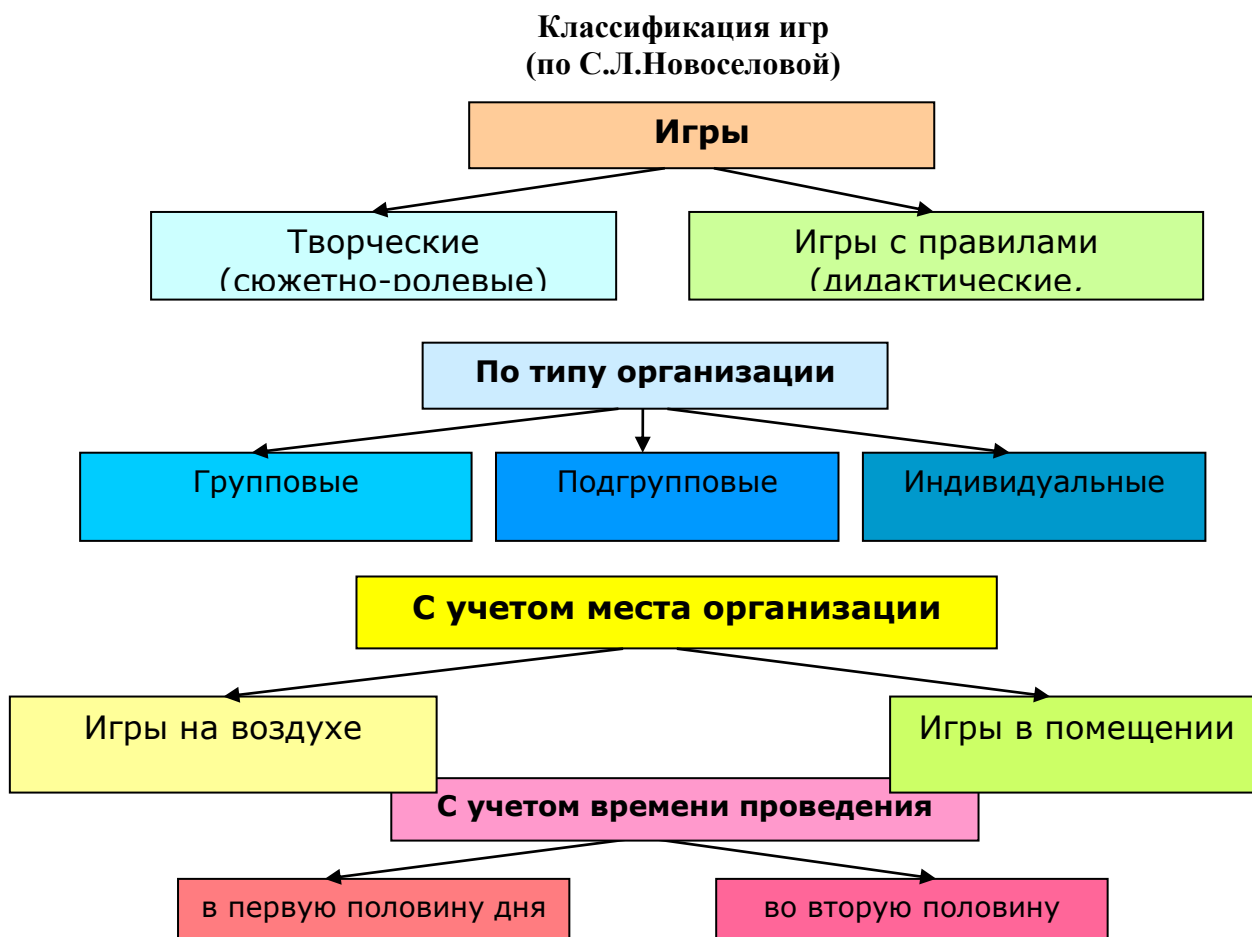 Классификация игр
(по С.Л.Новоселовой)
Игры
Творческие
(сюжетно-ролевые)
Игры с правилами
(дидактические,
По типу организации
Групповые
Подгрупповые
Индивидуальные
С учетом места организации
Игры на воздухе
Игры в помещении
С учетом времени проведения
в первую половину дня
во вторую половину